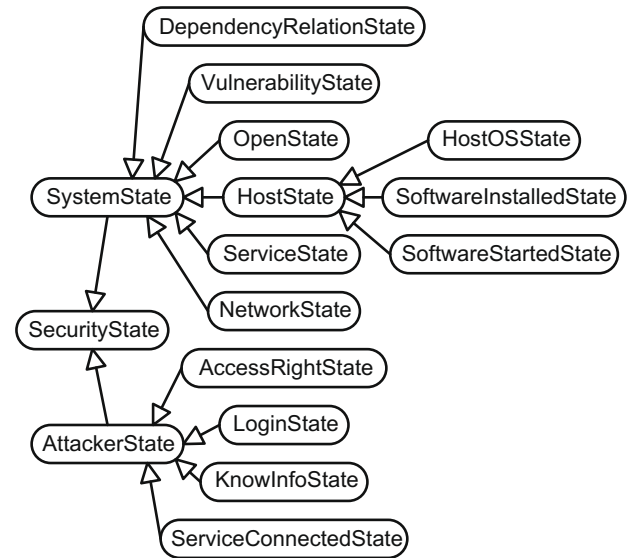 DependencyRelationState
VulnerabilityState
OpenState
HostOSState
SystemState
HostState
SoftwareInstalledState
ServiceState
SoftwareStartedState
NetworkState
SecurityState
AccessRightState
LoginState
AttackerState
KnowInfoState
ServiceConnectedState